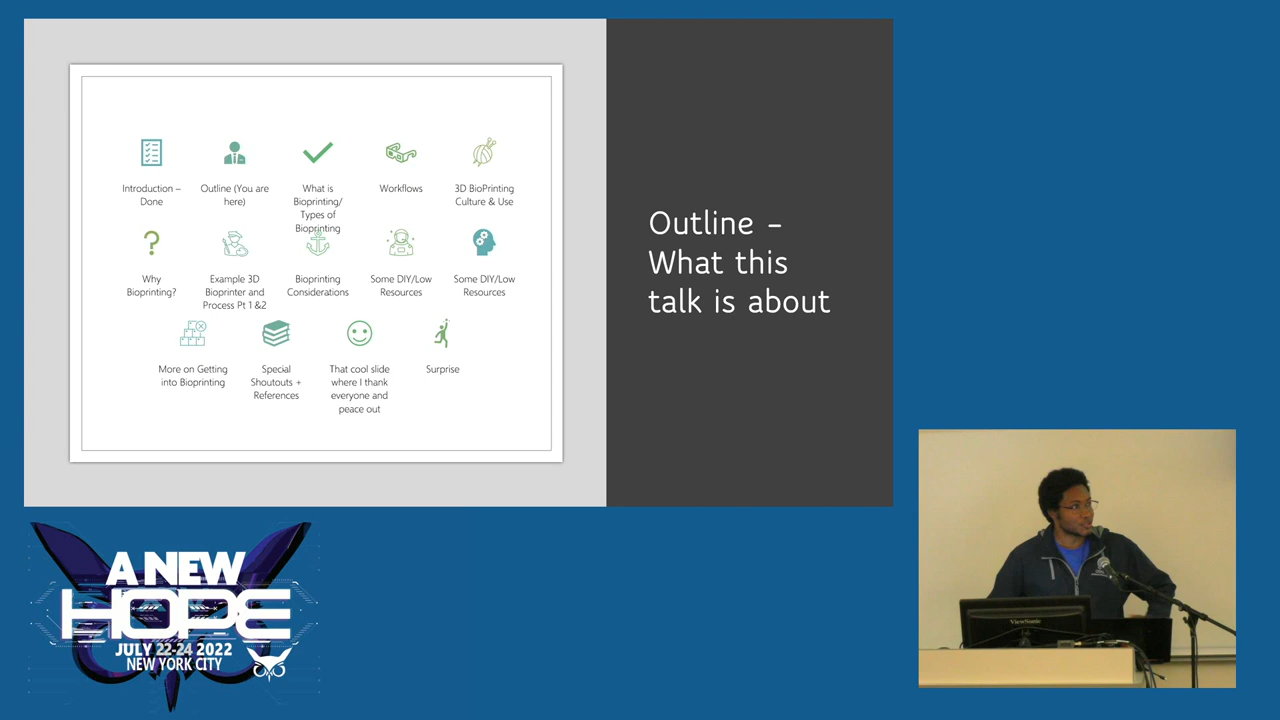 Introduction –
Done
Outline (You are
here)
What is
Bioprinting/
Types of
Bioprinting
Workflows
3D BioPrinting
Culture & Use
Why
Bioprinting?
Example 3D
Bioprinter and
Process Pt 1 &2
Bioprinting
Considerations
Some DIY/Low
Resources
Some DIY/Low
Resources
More on Getting
into Bioprinting
Special
Shoutouts +
References
That cool slide
where I thank
everyone and
peace out
Surprise
Outline -
What this
talk is about
A NEW
HOPE
JULY 22-24 2022
NEW YORK CITY
ViewSonic